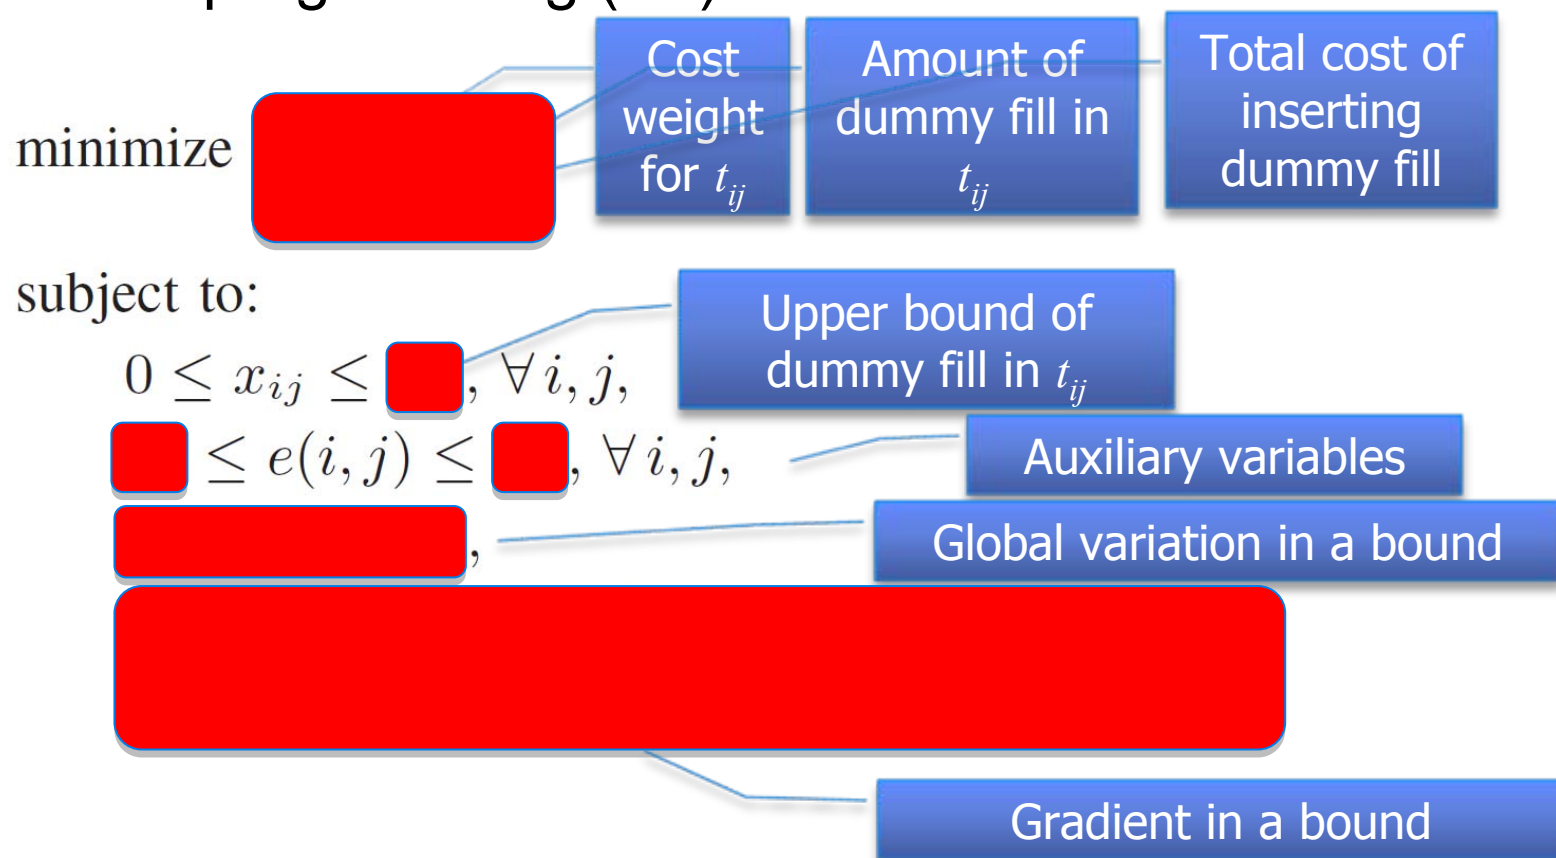 Cost weight for t_ij
Amount of dummy fill in t_ij
Total cost of inserting dummy fill
minimize
subject to:
Upper bound of dummy fill in t_ij
0 ≤ x_ij ≤ , ∀ i, j,
≤ e(i, j) ≤ , ∀ i, j,
Auxiliary variables
,
Global variation in a bound
Gradient in a bound